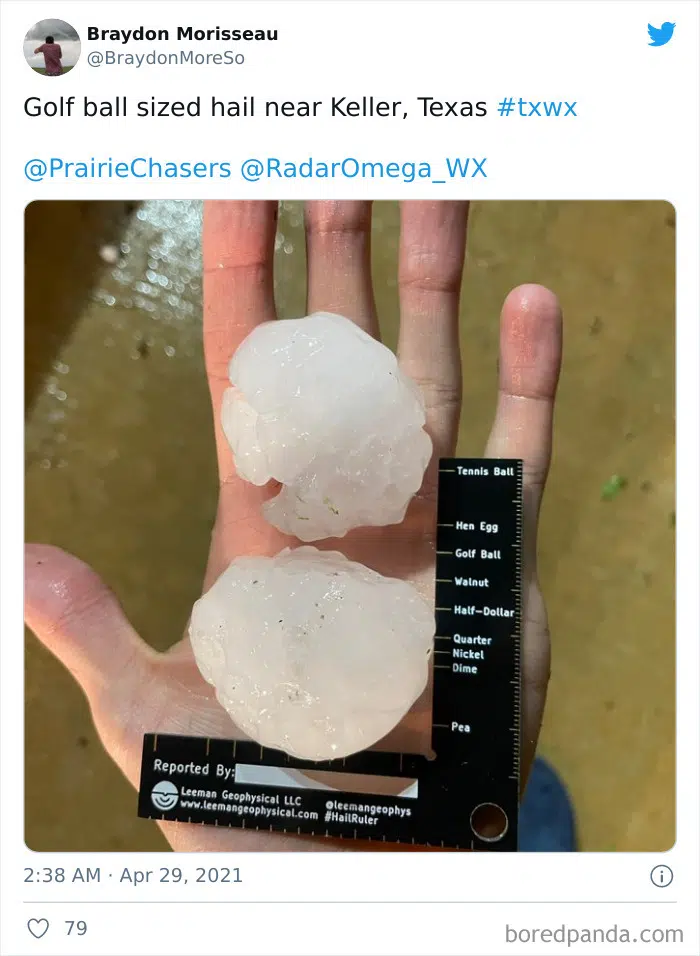 Braydon Morisseau
@BraydonMoreSo
Golf ball sized hail near Keller, Texas #txwx
@PrairieChasers @RadarOmega_WX
Tennis Ball
Hen Egg
Golf Ball
Walnut
Half-Dollar
Quarter
Nickel
Dime
Pea
Reported By:
Leeman Geophysical LLC
www.leemangeophysical.com
@leemangeophys
#HailRuler
2:38 AM · Apr 29, 2021
79
boredpanda.com